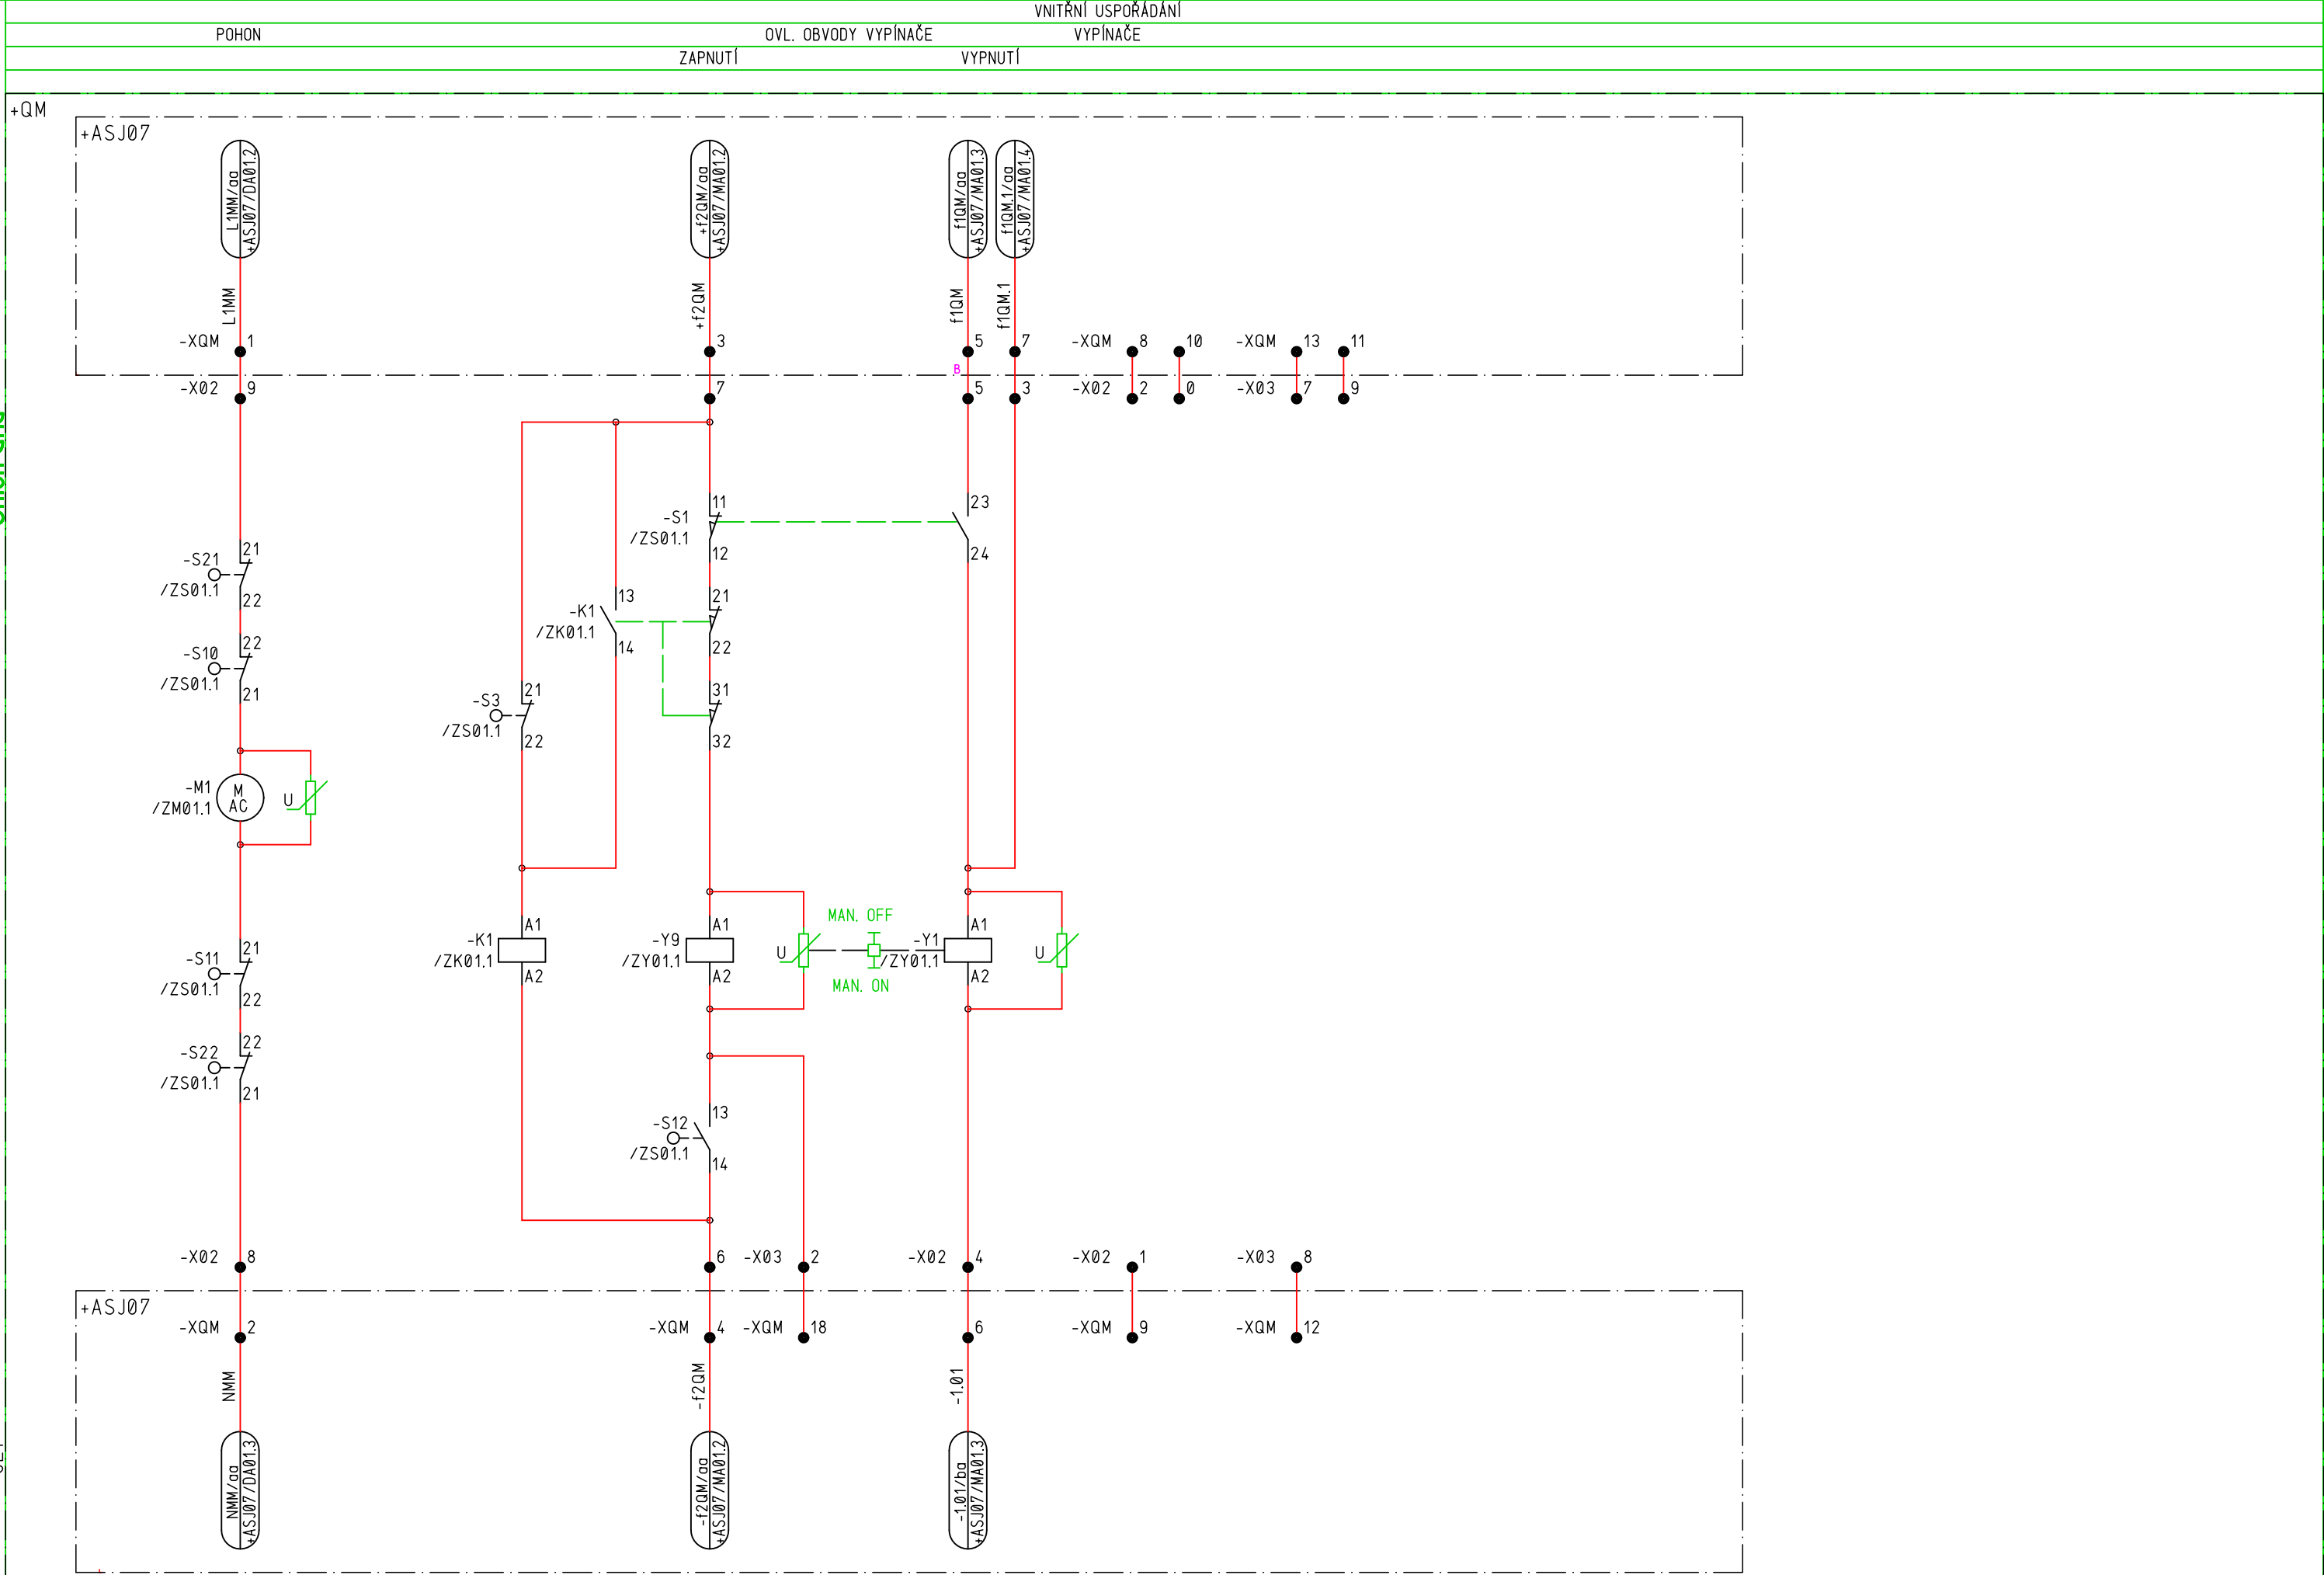 VNITŘNÍ USPOŘÁDÁNÍ
POHON
OVL. OBVODY VYPÍNAČE
VYPÍNAČE
ZAPNUTÍ
VYPNUTÍ
+QM
+ASJ07
L1MM/aa
+ASJ07/DA01.2
+f2QM/aa
+ASJ07/MA01.2
f1QM/aa
+ASJ07/MA01.3
f1QM.1/aa
+ASJ07/MA01.4
L1MM
+f2QM
f1QM
f1QM.1
-XQM 1
3
5
7
-XQM 8
10
-XQM 13
11
B
-X02 9
7
5
3
-X02 2
0
-X03 7
9
11
-S1
/ZS01.1
12
23
24
21
-S21
/ZS01.1
22
13
-K1
/ZK01.1
14
21
22
22
-S10
/ZS01.1
21
21
-S3
/ZS01.1
22
31
32
-M1
/ZM01.1
M
AC
U
A1
-K1
/ZK01.1
A2
A1
-Y9
/ZY01.1
A2
U
MAN. OFF
MAN. ON
A1
-Y1
/ZY01.1
A2
U
21
-S11
/ZS01.1
22
22
-S22
/ZS01.1
21
13
-S12
/ZS01.1
14
-X02 8
6
-X03 2
-X02 4
-X02 1
-X03 8
+ASJ07
-XQM 2
-XQM 4
-XQM 18
6
-XQM 9
-XQM 12
NMM
-f2QM
-1.01
NMM/aa
+ASJ07/DA01.3
-f2QM/aa
+ASJ07/MA01.2
-1.01/ba
+ASJ07/MA01.3